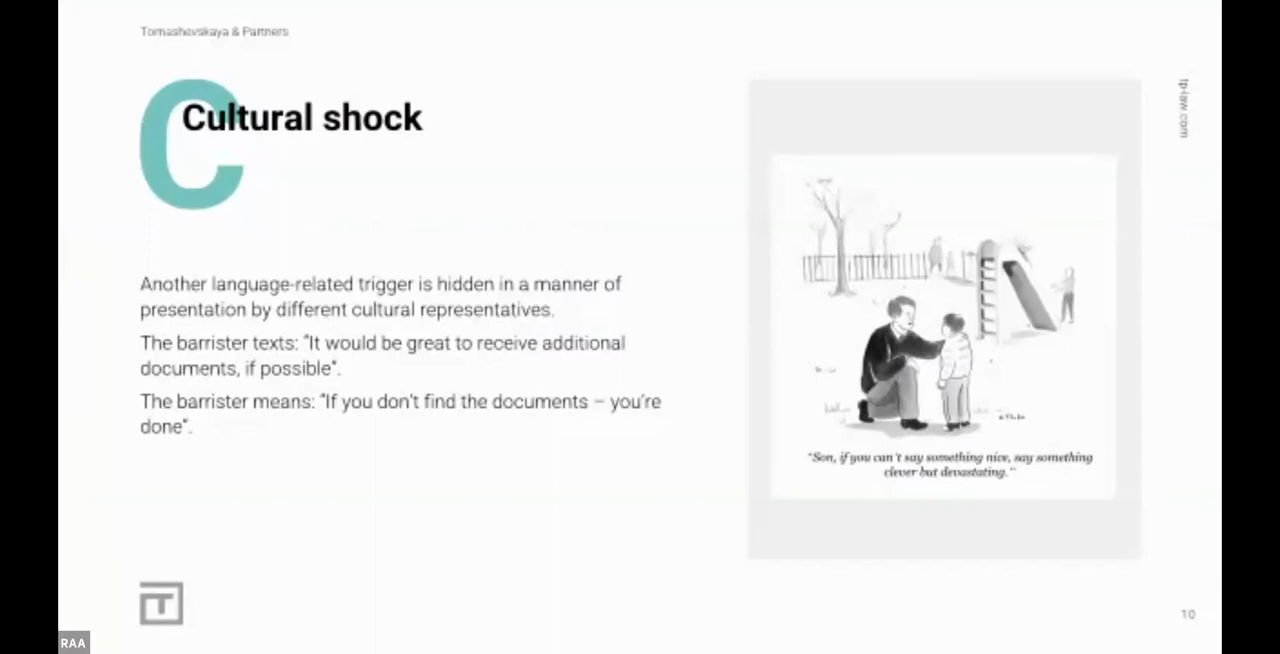 Tomashevskaya & Partners
C
Cultural shock
tp-law.com
Another language-related trigger is hidden in a manner of
presentation by different cultural representatives.
The barrister texts: "It would be great to receive additional
documents, if possible".
The barrister means: "If you don't find the documents – you're
done".
"Son, if you can't say something nice, say something
clever but devastating."
10
RAA